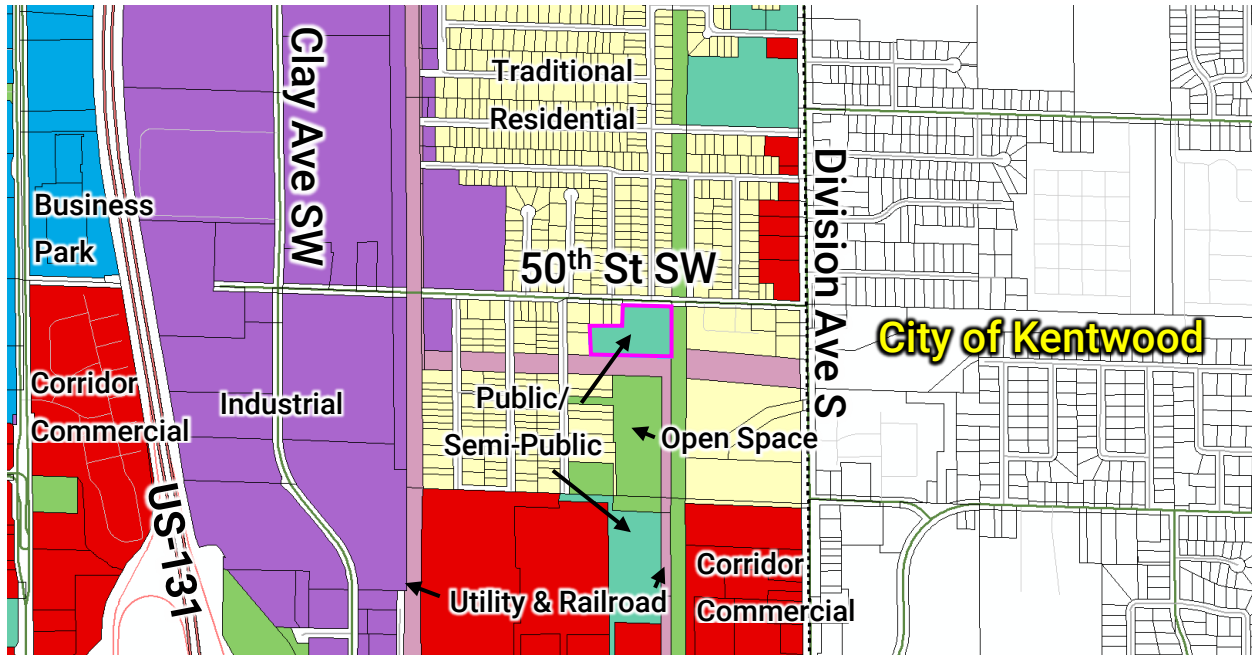 Clay Ave SW
Traditional
Residential
Division Ave S
Business
Park
50th St SW
City of Kentwood
Corridor
Commercial
Industrial
Public/
Semi-Public
Open Space
US-131
Utility & Railroad
Corridor
Commercial